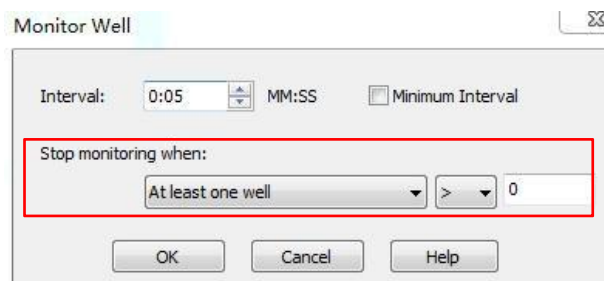 Monitor Well
Interval: 0:05 MM:SS Minimum Interval
Stop monitoring when:
At least one well > 0
OK Cancel Help